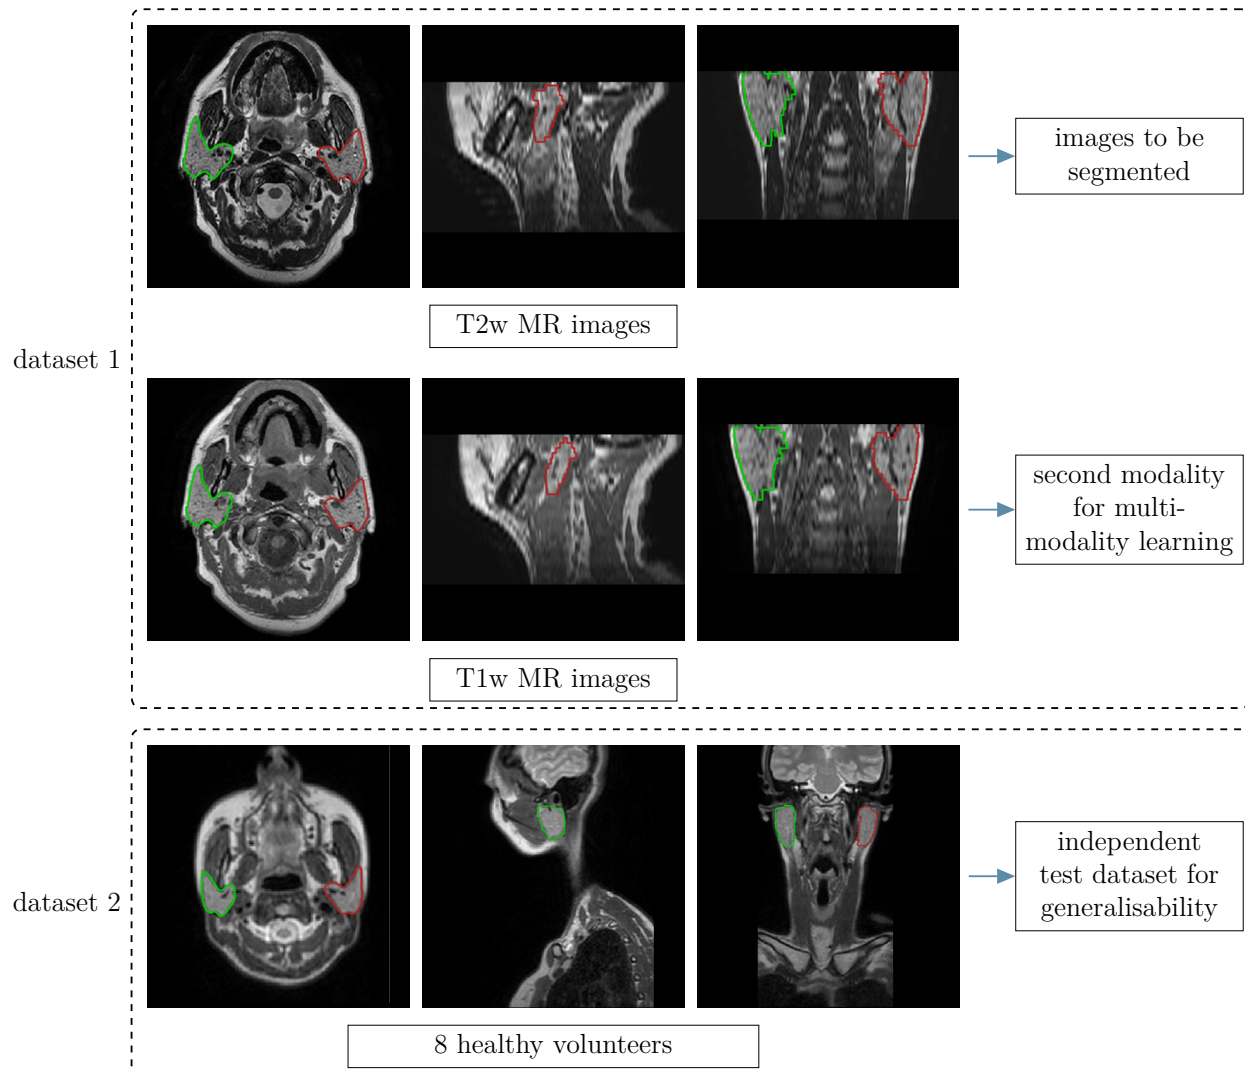 images to be
segmented
T2w MR images
dataset 1
second modality
for multi-
modality learning
T1w MR images
independent
test dataset for
generalisability
dataset 2
8 healthy volunteers